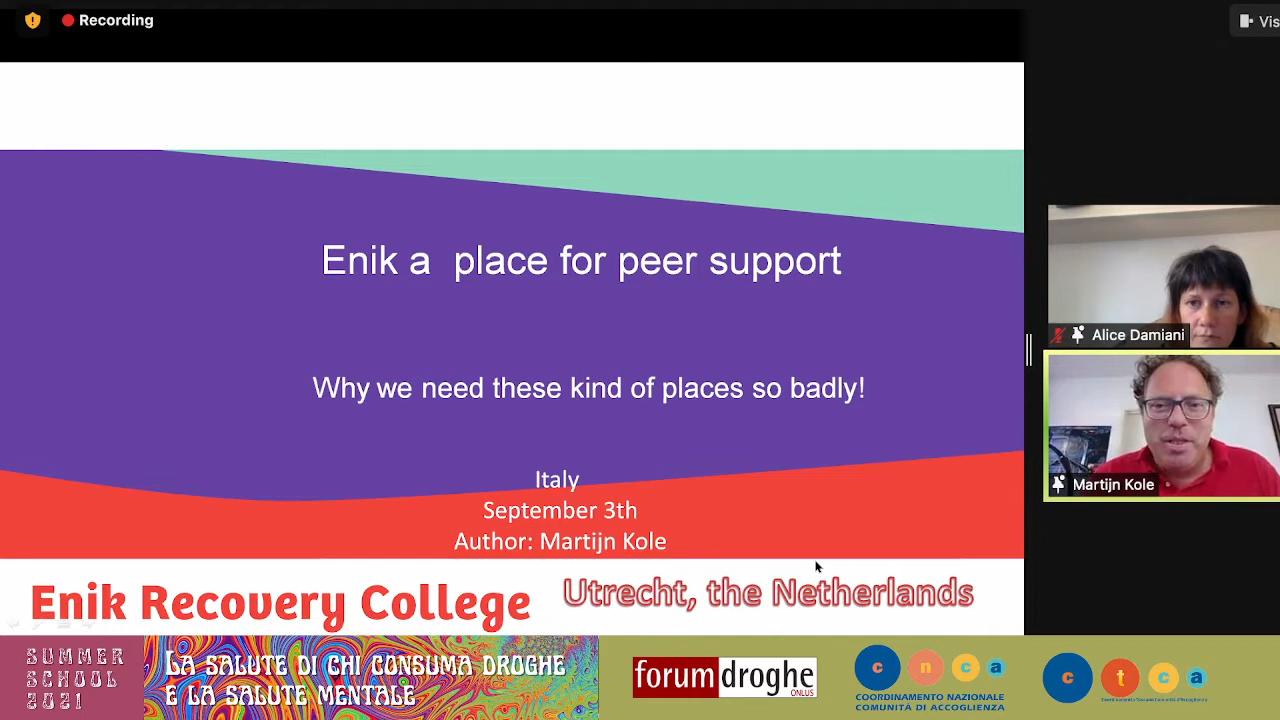 Recording
Vis
Enik a place for peer support
Why we need these kind of places so badly!
Italy
September 3th
Author: Martijn Kole
Enik Recovery College
Utrecht, the Netherlands
Alice Damiani
Martijn Kole
SUMMER
SCHOOL
2021
LA SALUTE DI CHI CONSUMA DROGHE
E LA SALUTE MENTALE
forumdroghe
ONLUS
c n c a
COORDINAMENTO NAZIONALE
COMUNITÀ DI ACCOGLIENZA
c t c a